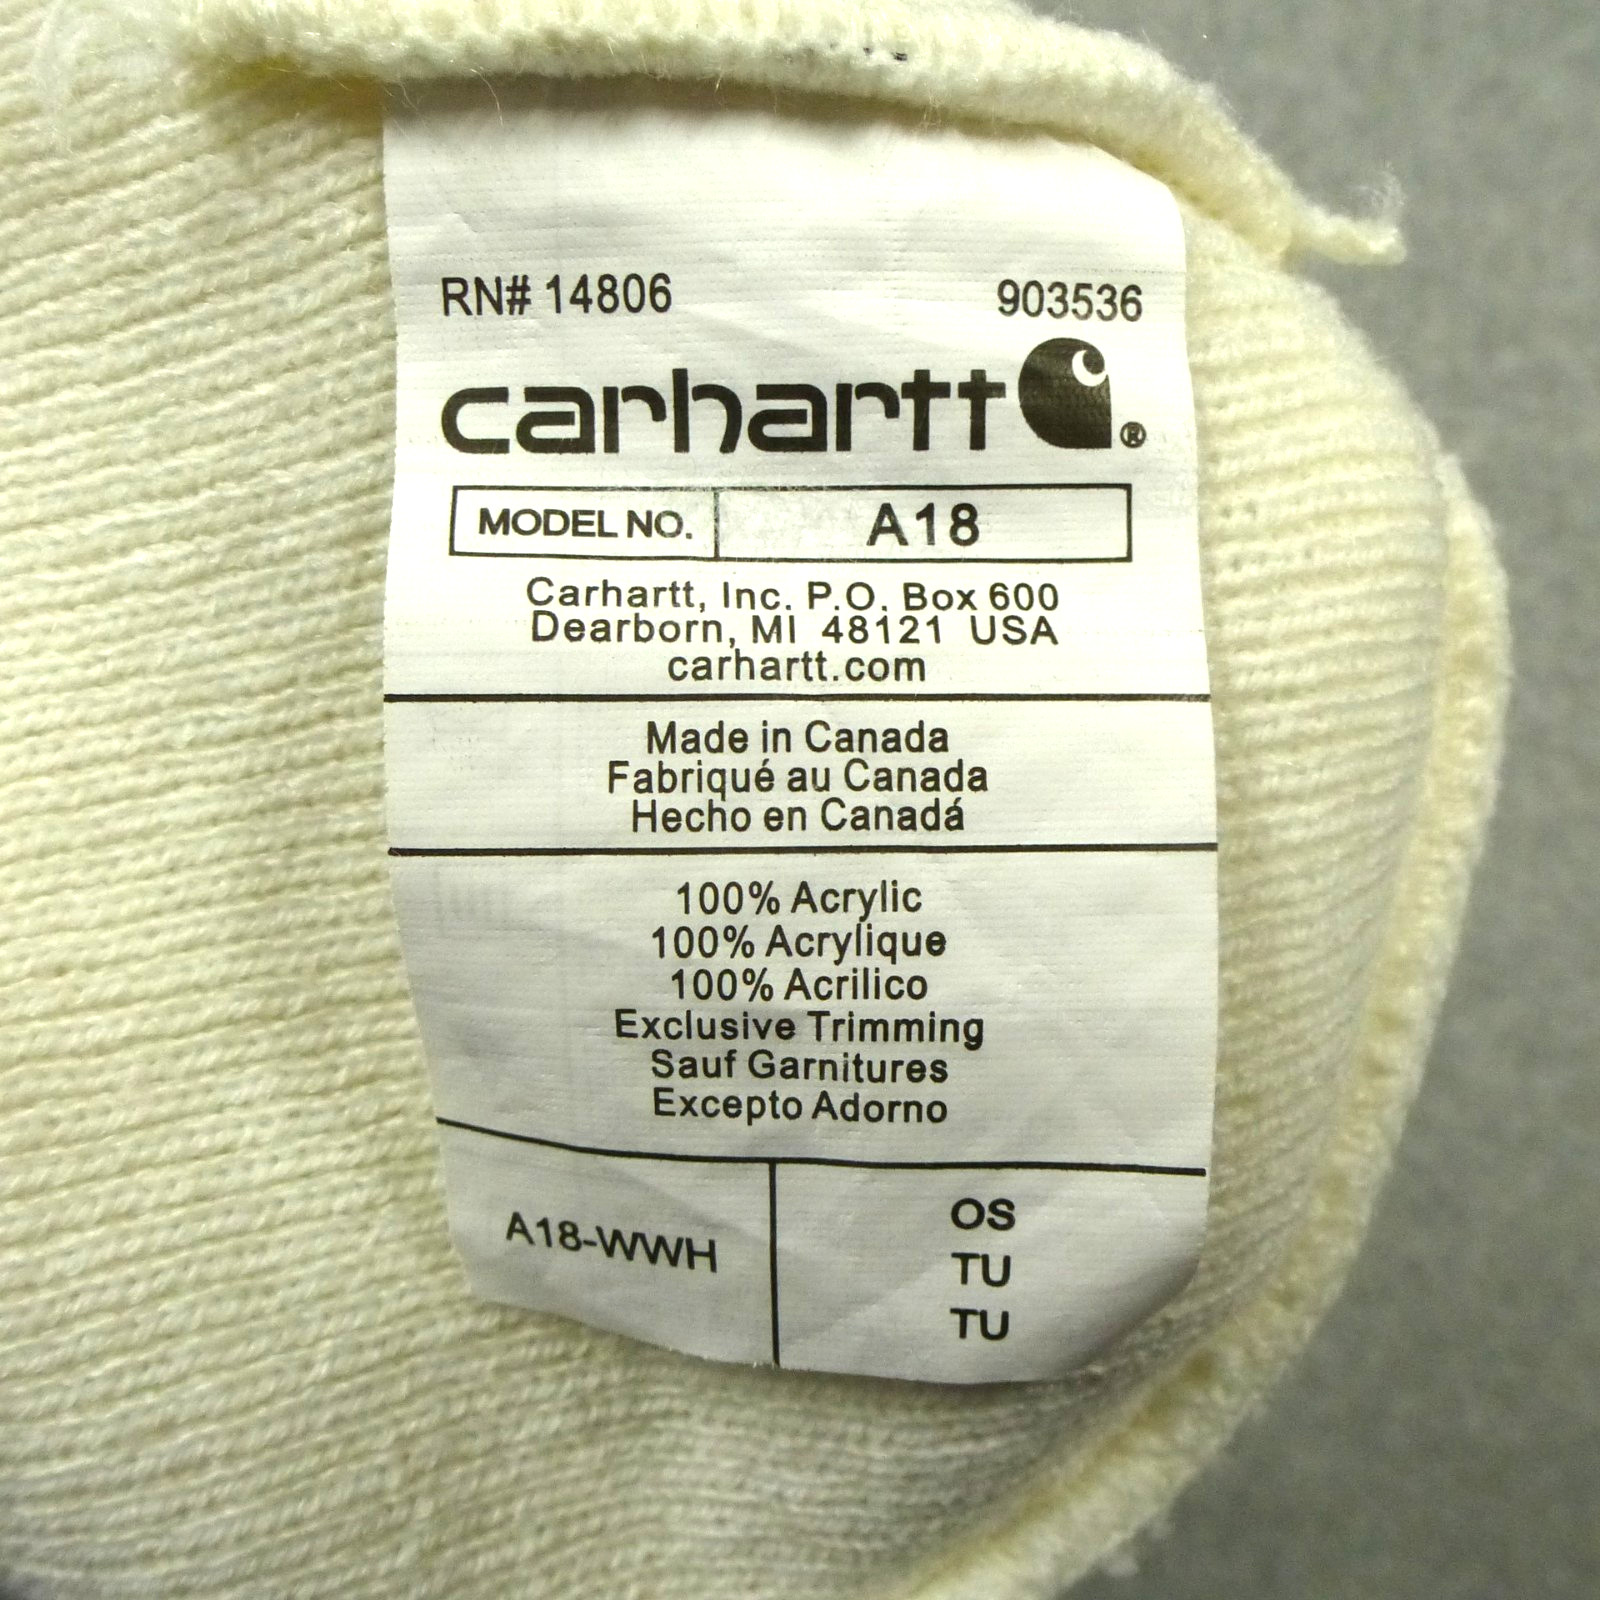 RN# 14806 903536
carhartt ®
MODEL NO. A18
Carhartt, Inc. P.O. Box 600
Dearborn, MI 48121 USA
carhartt.com
Made in Canada
Fabriqué au Canada
Hecho en Canadá
100% Acrylic
100% Acrylique
100% Acrilico
Exclusive Trimming
Sauf Garnitures
Excepto Adorno
A18-WWH
OS
TU
TU